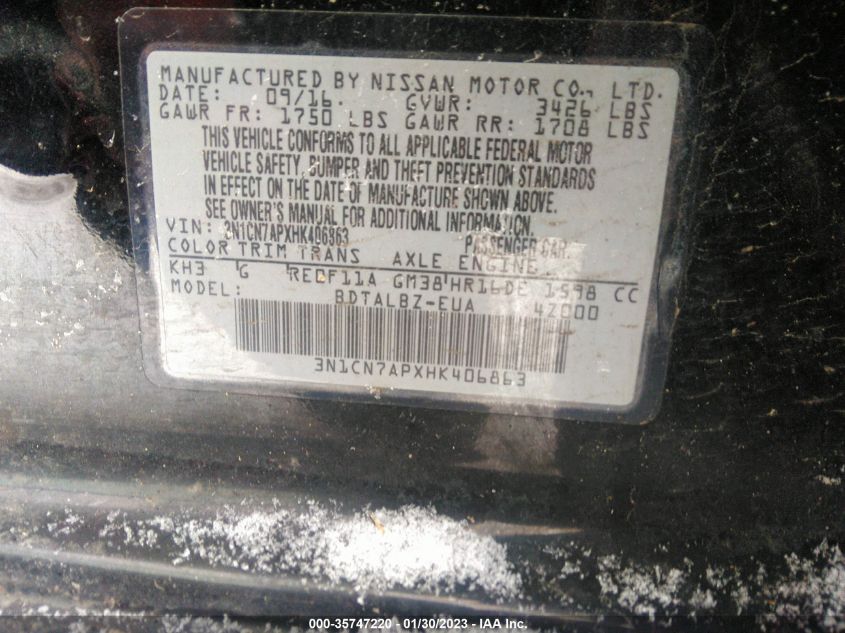 MANUFACTURED BY NISSAN MOTOR CO., LTD.
DATE: 09/16. GVWR: 3426 LBS
GAWR FR: 1750 LBS GAWR RR: 1708 LBS
THIS VEHICLE CONFORMS TO ALL APPLICABLE FEDERAL MOTOR
VEHICLE SAFETY, BUMPER AND THEFT PREVENTION STANDARDS
IN EFFECT ON THE DATE OF MANUFACTURE SHOWN ABOVE.
SEE OWNER'S MANUAL FOR ADDITIONAL INFORMATION.
VIN: 3N1CN7APXHK406863 PASSENGER CAR.
COLOR TRIM TRANS AXLE ENGINE
KH3 G RE0F11A GM38 HR16DE 1598 CC
MODEL: BDTALBZ-EUA 4Z000
3N1CN7APXHK406863
000-35747220 - 01/30/2023 - IAA Inc.